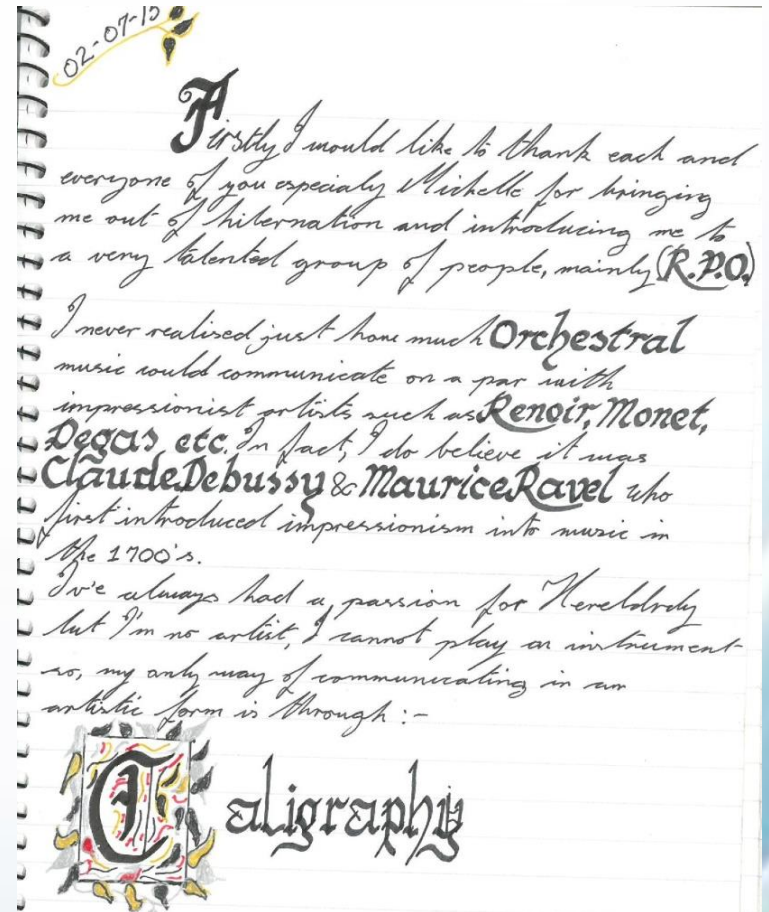 02-07-15
Firstly I would like to thank each and
everyone of you especialy Michelle for bringing
me out of hibernation and introducing me to
a very talented group of people, mainly (R.P.O.)
I never realised just how much Orchestral
music could communicate on a par with
impressionist artists such as Renoir, Monet,
Degas etc. In fact, I do believe it was
Claude Debussy & Maurice Ravel who
first introduced impressionism into music in
the 1700's.
Iv'e always had a passion for Hereldrdy
but I'm no artist, I cannot play an instrument
so, my only way of communicating in an
artistic form is through :-
Caligraphy